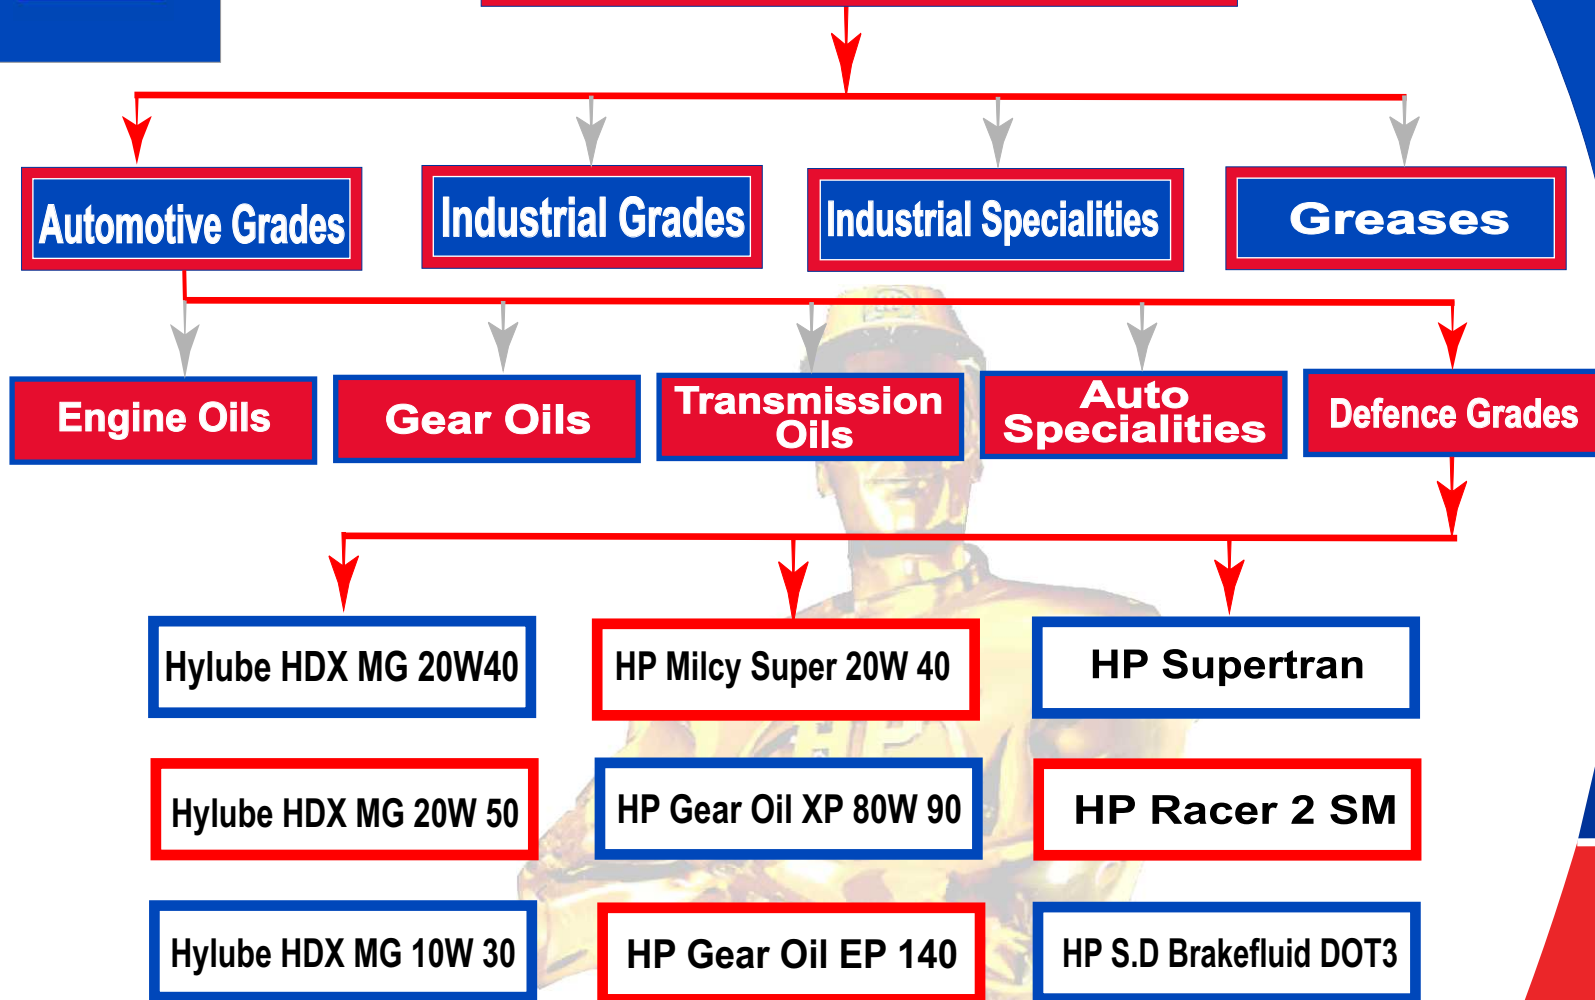 Automotive Grades
Industrial Grades
Industrial Specialities
Greases
Engine Oils
Gear Oils
Transmission
Oils
Auto
Specialities
Defence Grades
Hylube HDX MG 20W40
HP Milcy Super 20W 40
HP Supertran
Hylube HDX MG 20W 50
HP Gear Oil XP 80W 90
HP Racer 2 SM
Hylube HDX MG 10W 30
HP Gear Oil EP 140
HP S.D Brakefluid DOT3
HP